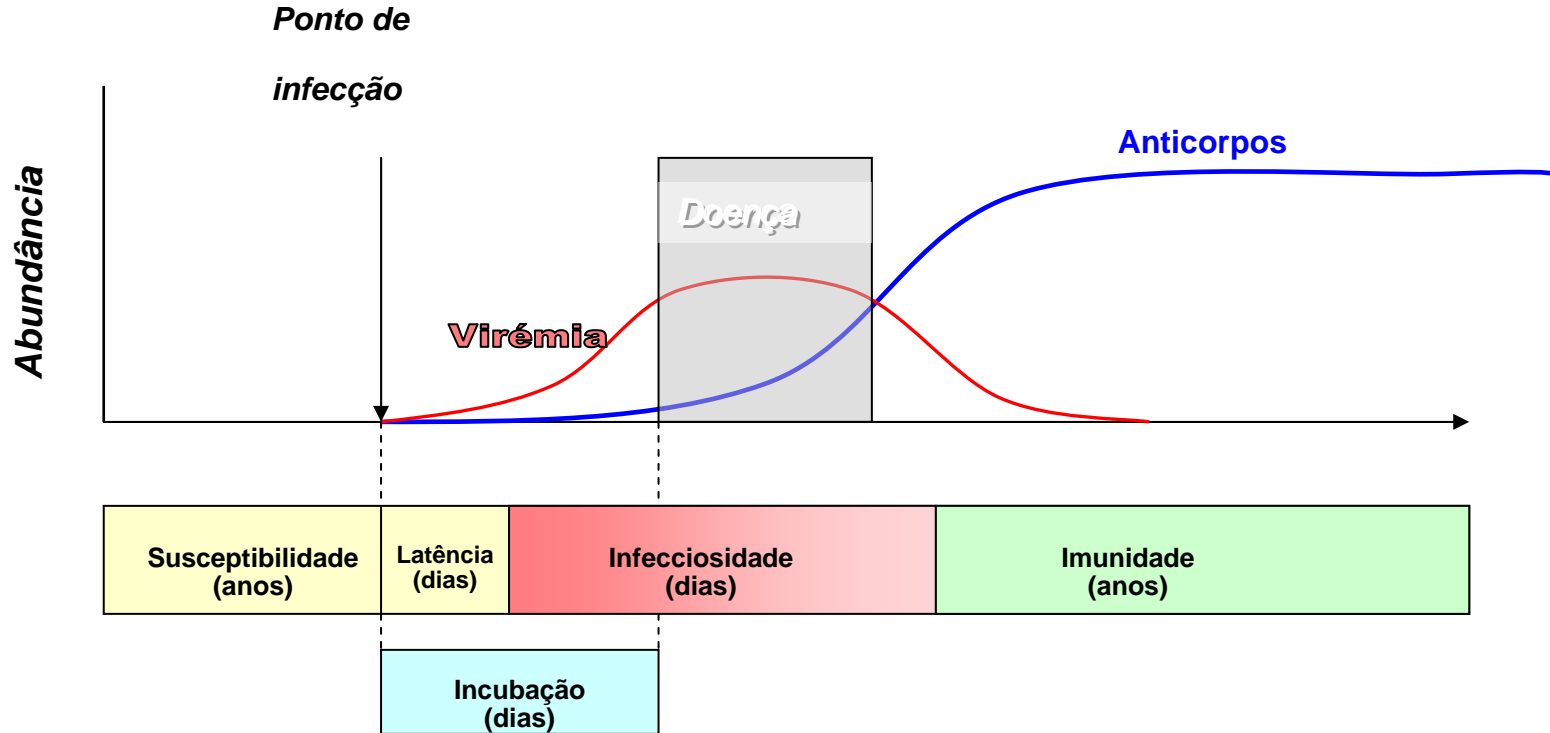 Ponto de
infecção
Abundância
Anticorpos
Doença
Virémia
Susceptibilidade
(anos)
Latência
(dias)
Infecciosidade
(dias)
Imunidade
(anos)
Incubação
(dias)